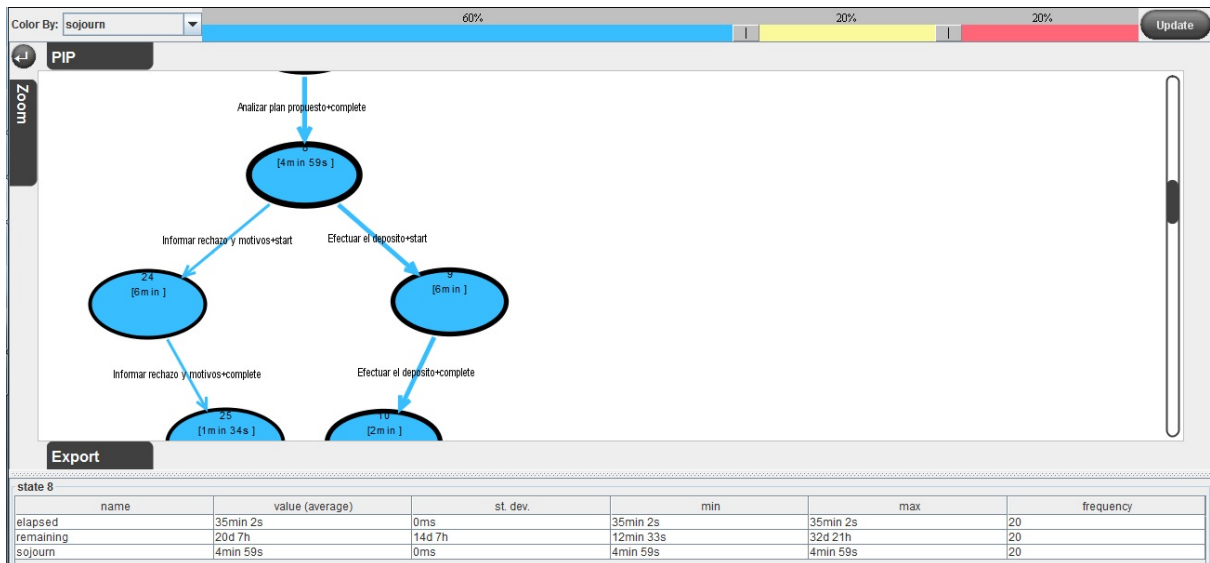 Color By: sojourn 60% 20% 20% Update
PIP
Zoom
Analizar plan propuesto+complete
8
[4min 59s ]
Informar rechazo y motivos+start Efectuar el deposito+start
24 9
[6min ] [6min ]
Informar rechazo y motivos+complete Efectuar el deposito+complete
25 10
[1min 34s ] [2min ]
Export
state 8
name value (average) st. dev. min max frequency
elapsed 35min 2s 0ms 35min 2s 35min 2s 20
remaining 20d 7h 14d 7h 12min 33s 32d 21h 20
sojourn 4min 59s 0ms 4min 59s 4min 59s 20